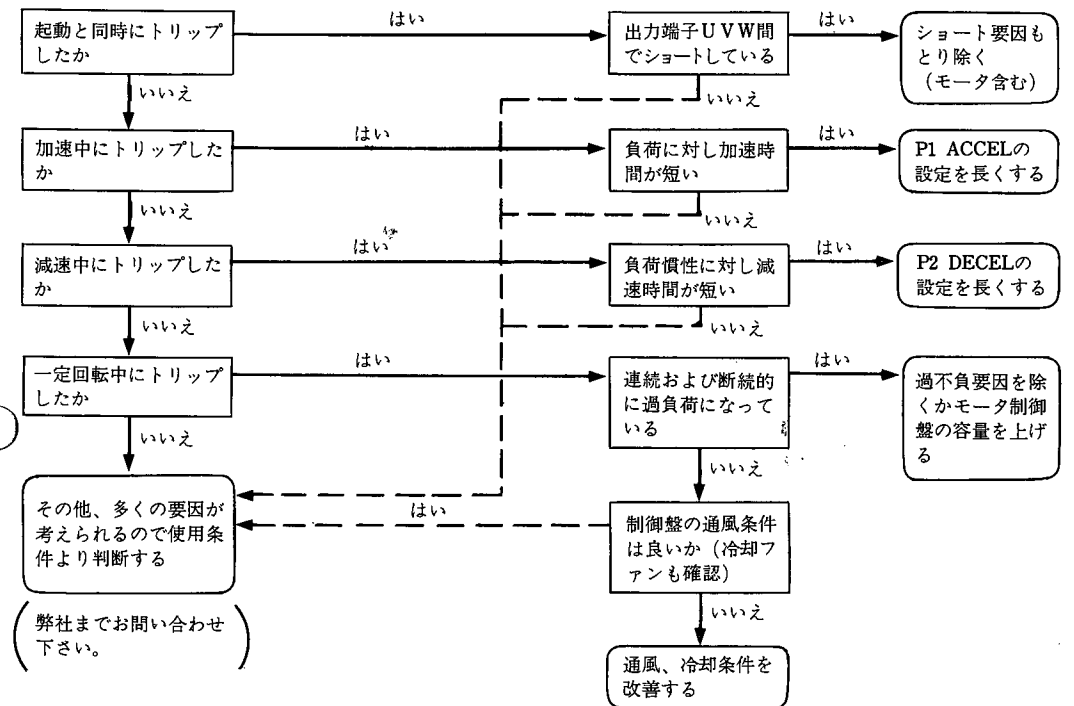 起動と同時にトリップ
したか
はい
出力端子UVW間
でショートしている
はい
ショート要因も
とり除く
(モータ含む)
いいえ
いいえ
加速中にトリップした
か
はい
負荷に対し加速時
間が短い
はい
P1 ACCELの
設定を長くする
いいえ
いいえ
減速中にトリップした
か
はい
負荷慣性に対し減
速時間が短い
はい
P2 DECELの
設定を長くする
いいえ
いいえ
一定回転中にトリップ
したか
はい
連続および断続的
に過負荷になって
いる
はい
過不負要因を除
くかモータ制御
盤の容量を上げ
る
いいえ
いいえ
その他、多くの要因が
考えられるので使用条
件より判断する
はい
制御盤の通風条件
は良いか(冷却フ
ァンも確認)
いいえ
(弊社までお問い合わせ
下さい。)
通風、冷却条件を
改善する